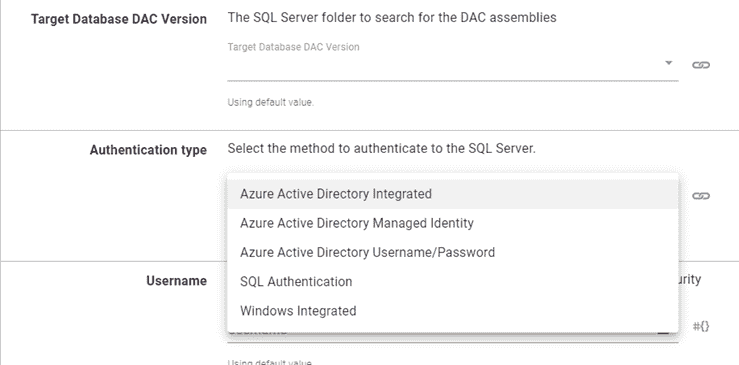 Target Database DAC Version
The SQL Server folder to search for the DAC assemblies
Target Database DAC Version
Using default value.
Authentication type
Select the method to authenticate to the SQL Server.
Azure Active Directory Integrated
Azure Active Directory Managed Identity
Azure Active Directory Username/Password
SQL Authentication
Windows Integrated
Username
#{}
Using default value.